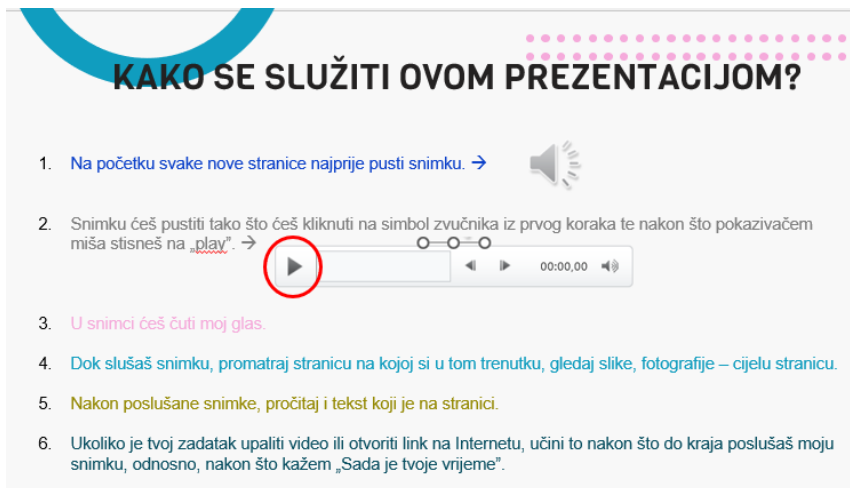 KAKO SE SLUŽITI OVOM PREZENTACIJOM?
1. Na početku svake nove stranice najprije pusti snimku. →
2. Snimku ćeš pustiti tako što ćeš kliknuti na simbol zvučnika iz prvog koraka te nakon što pokazivačem
miša stisneš na „play”. →
00:00,00
3. U snimci ćeš čuti moj glas.
4. Dok slušaš snimku, promatraj stranicu na kojoj si u tom trenutku, gledaj slike, fotografije – cijelu stranicu.
5. Nakon poslušane snimke, pročitaj i tekst koji je na stranici.
6. Ukoliko je tvoj zadatak upaliti video ili otvoriti link na Internetu, učini to nakon što do kraja poslušaš moju
snimku, odnosno, nakon što kažem „Sada je tvoje vrijeme”.